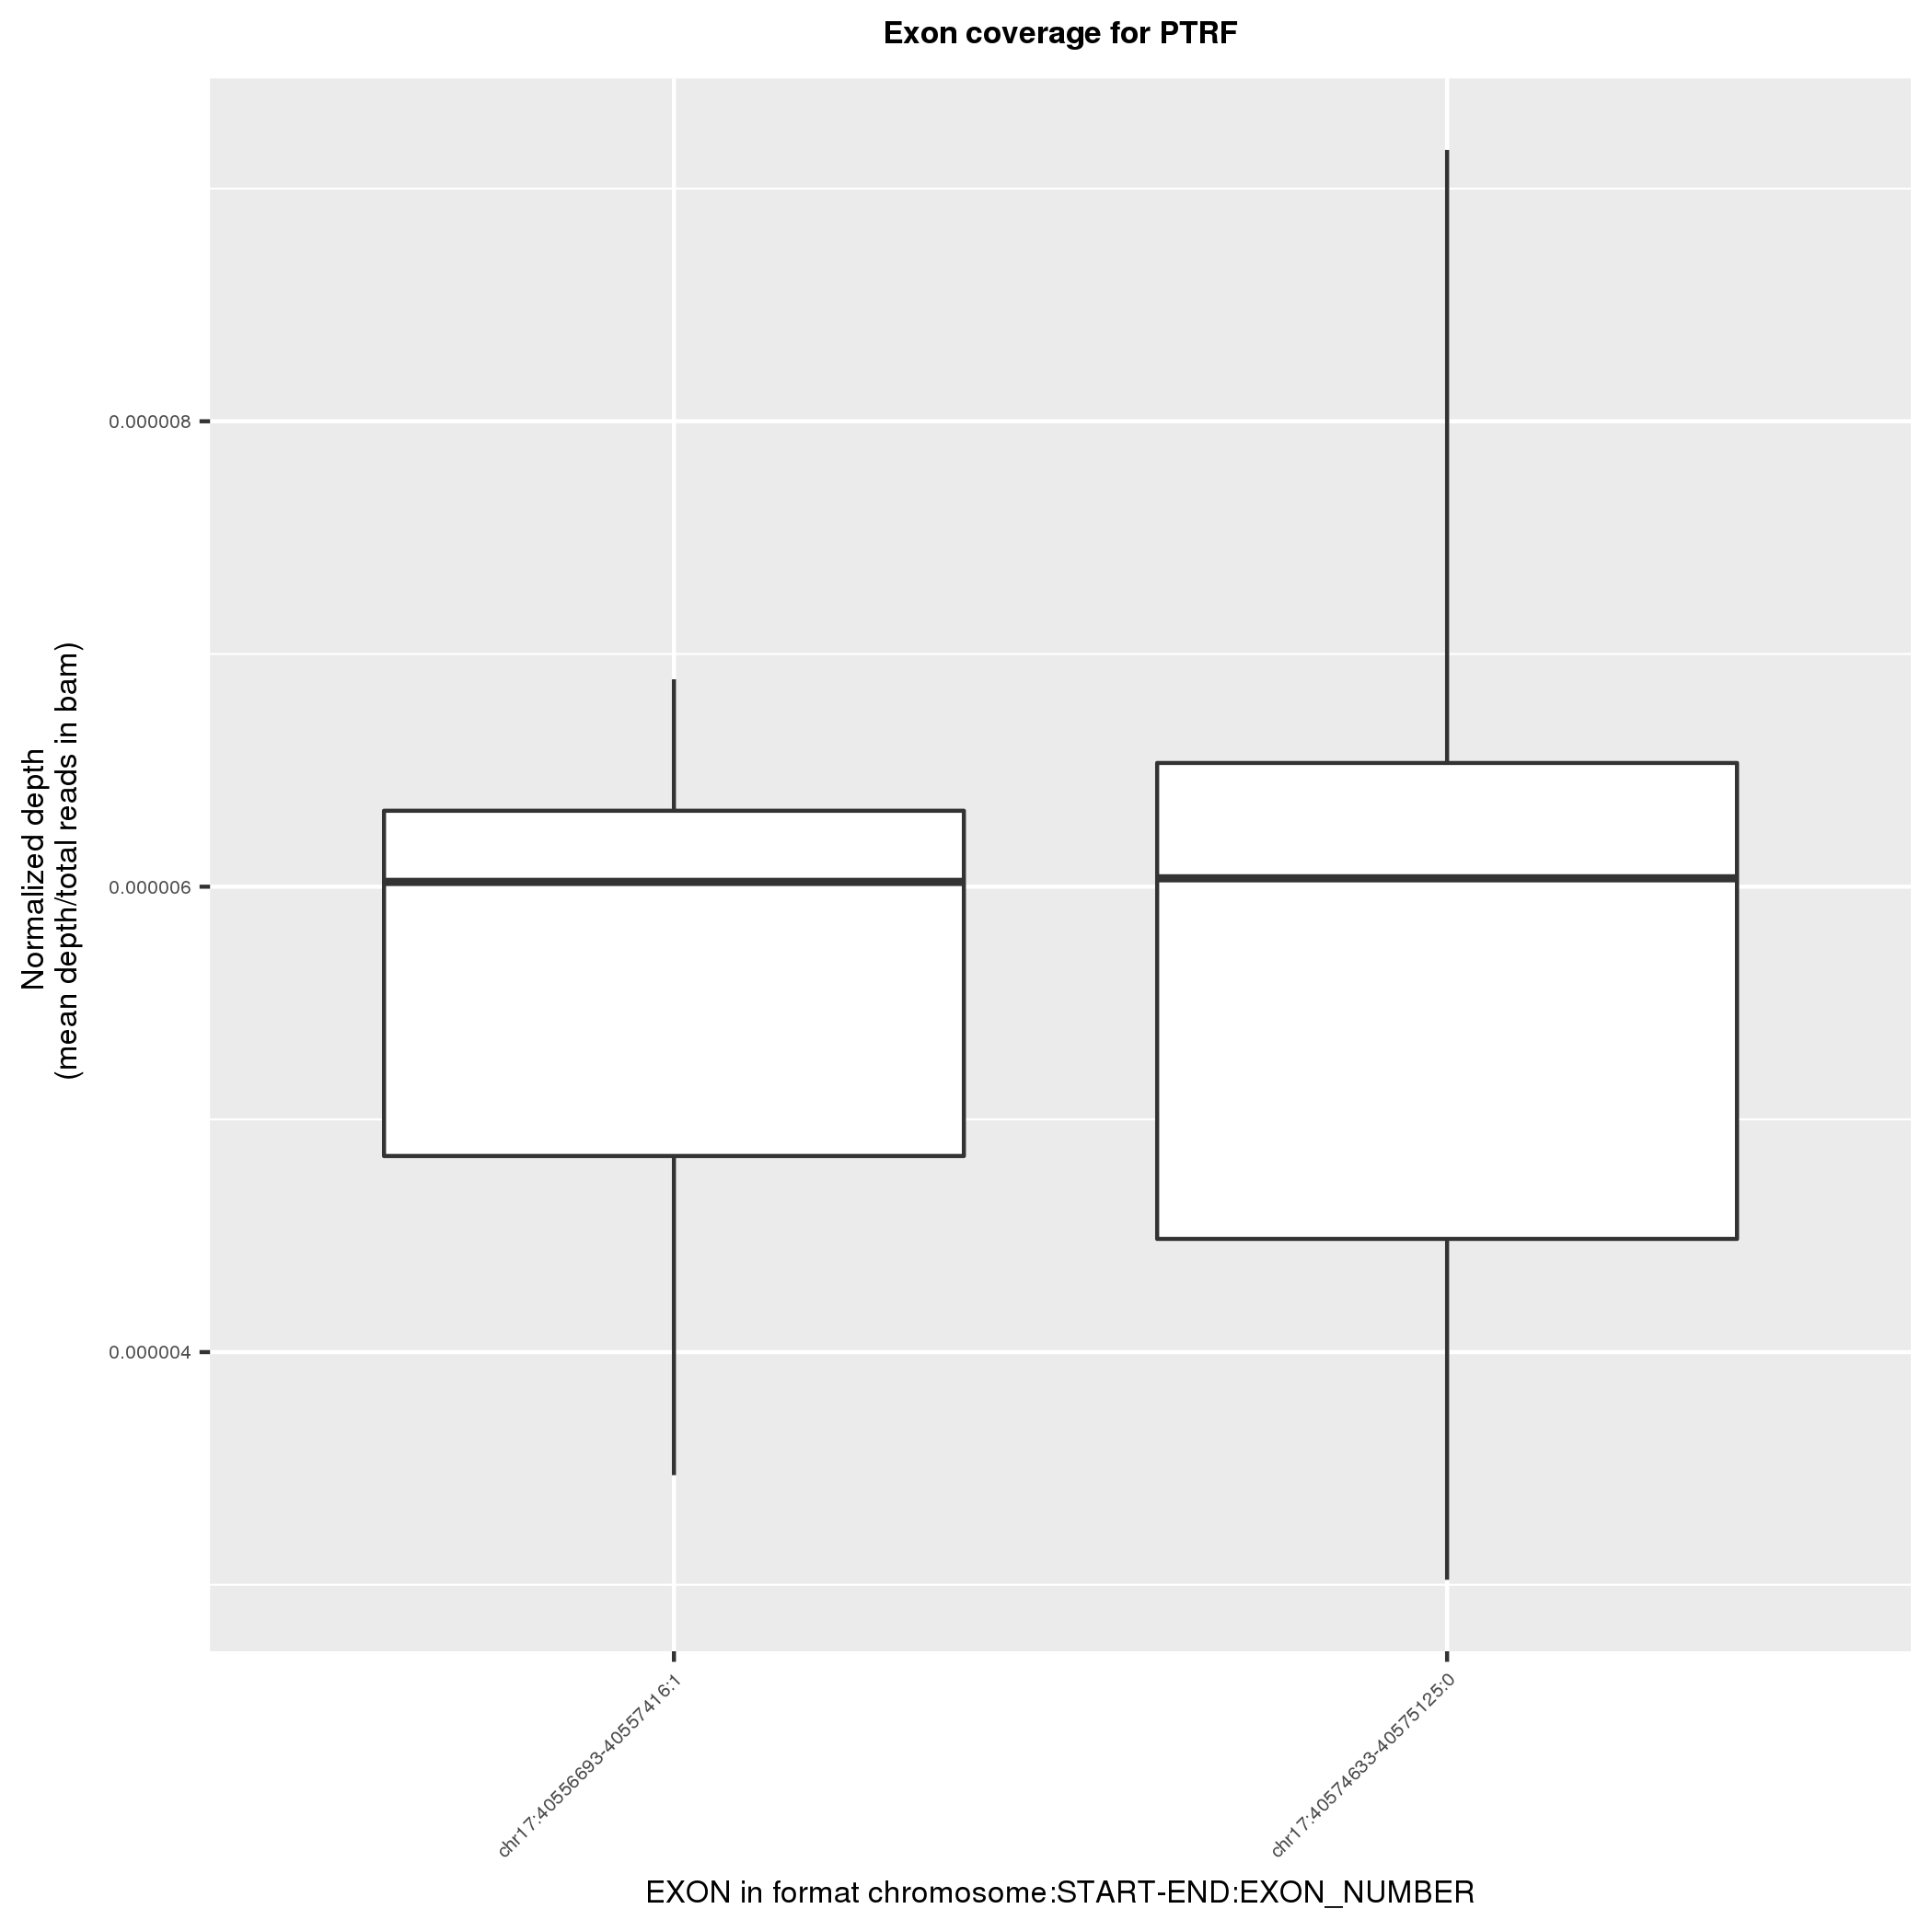 Exon coverage for PTRF
Normalized depth
(mean depth/total reads in bam)
0.000008
0.000006
0.000004
chr17:40556693-40557416:1
chr17:40574633-40575125:0
EXON in format chromosome:START-END:EXON_NUMBER